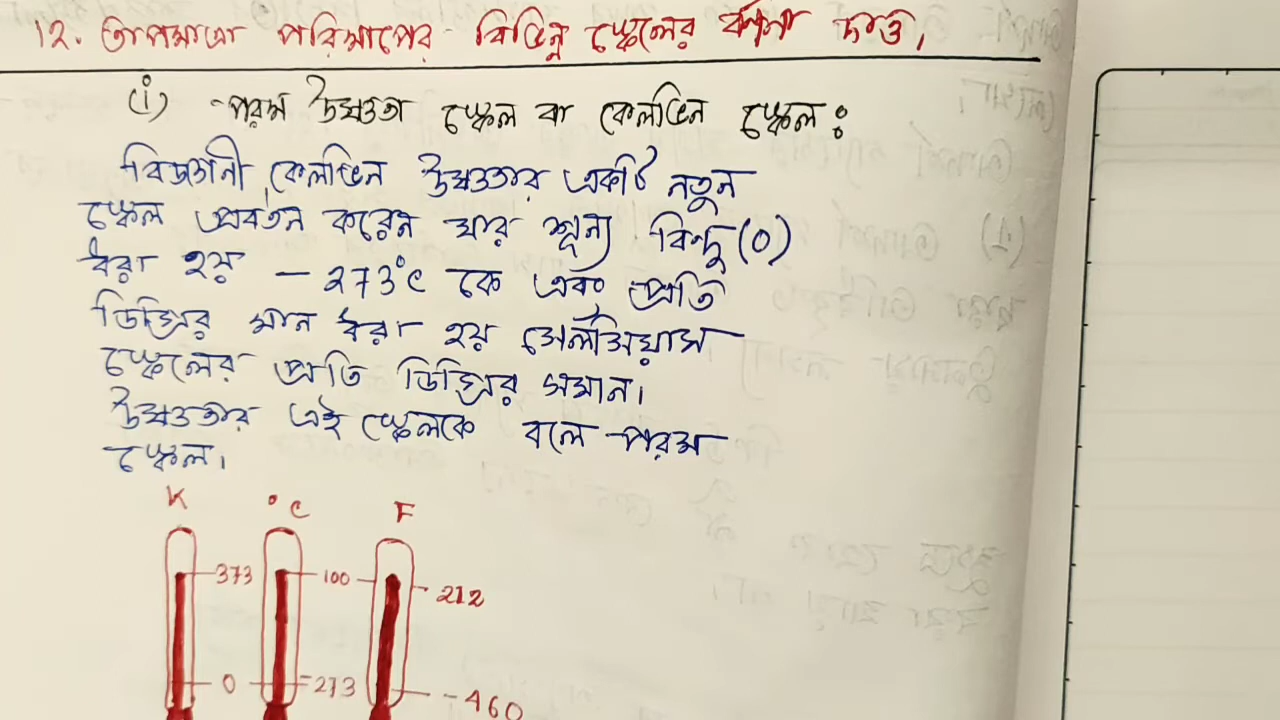 12. তাপমাত্রা পরিমাপের বিভিন্ন স্কেলের বর্ণনা দাও।
(i) পরম উষ্ণতা স্কেল বা কেলভিন স্কেল ঃ
বিজ্ঞানী কেলভিন উষ্ণতার একটি নতুন
স্কেল প্রবর্তন করেন যার শূন্য বিন্দু (0)
ধরা হয় - 273°C কে এবং প্রতি
ডিগ্রির মান ধরা হয় সেলসিয়াস
স্কেলের প্রতি ডিগ্রির সমান।
উষ্ণতার এই স্কেলকে বলে পরম
স্কেল।
K °C F
373 100 212
0 -273 -460